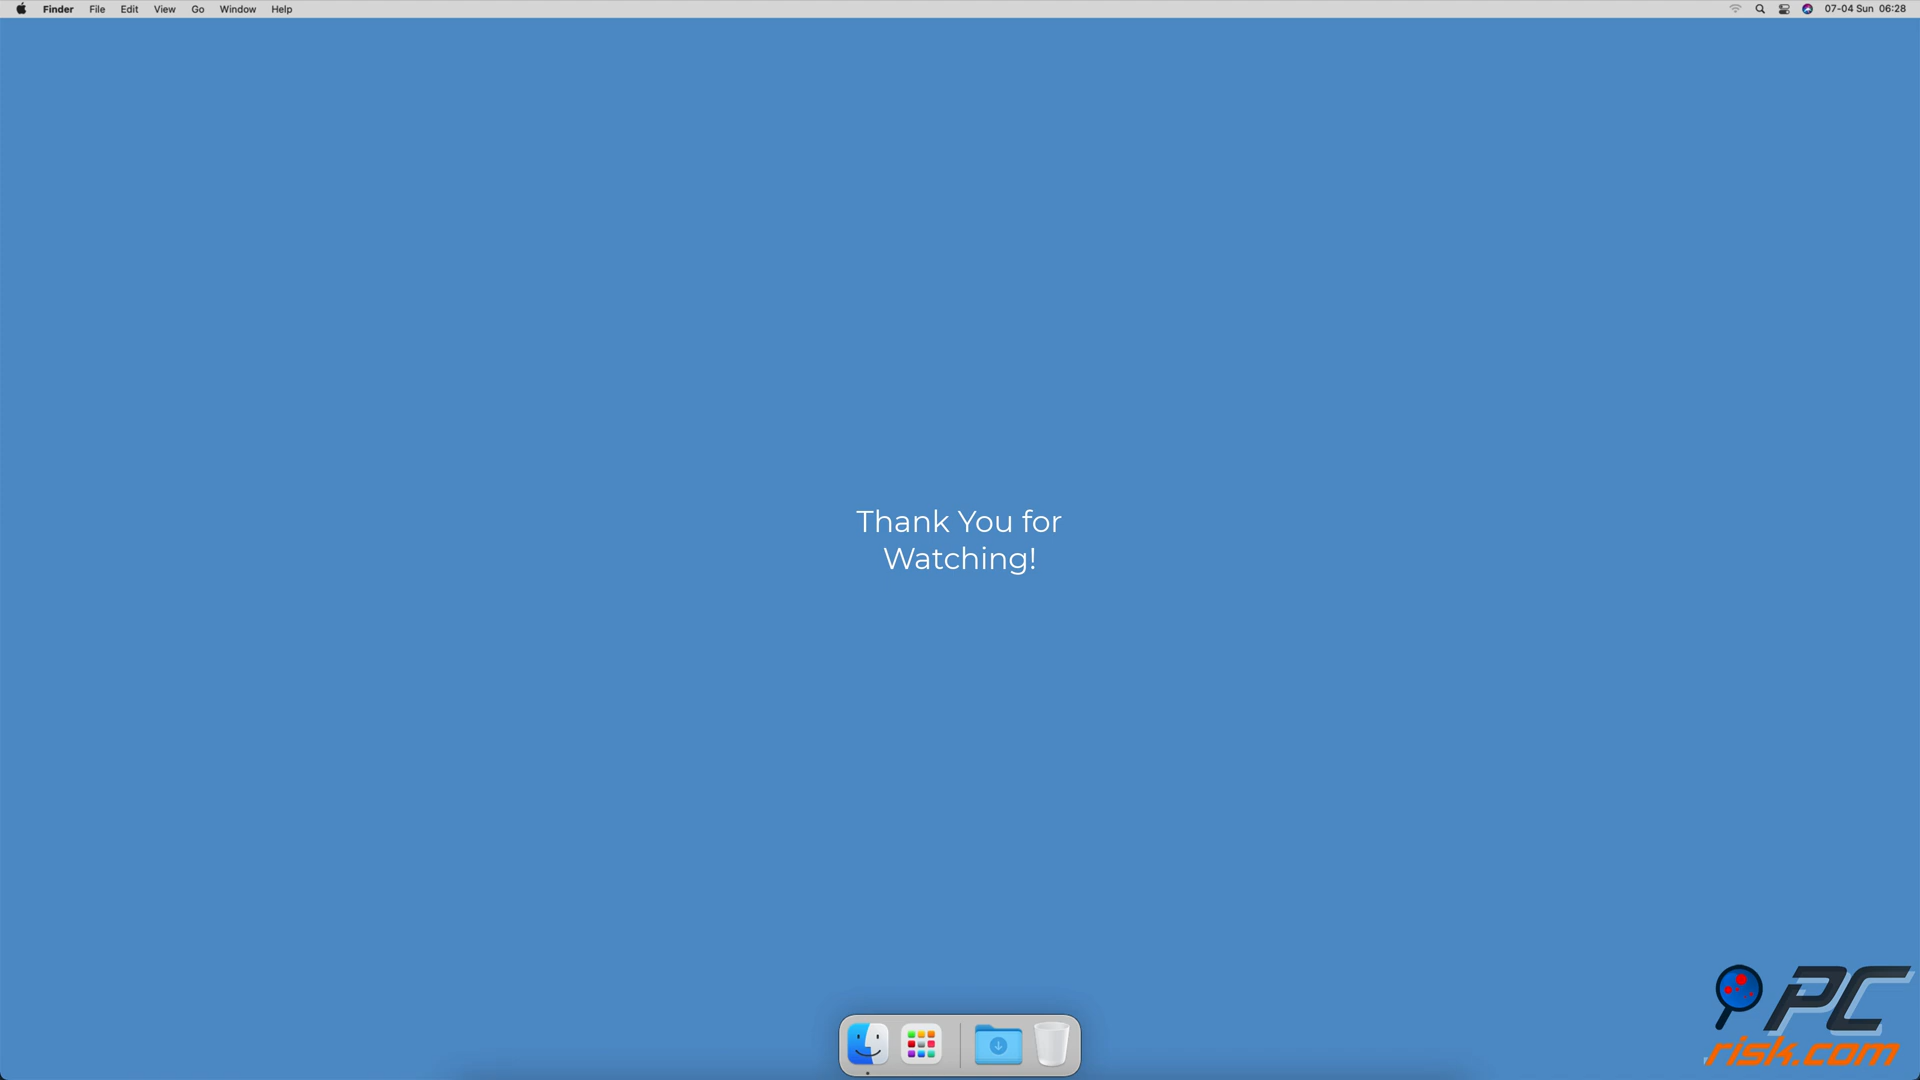 Finder File Edit View Go Window Help 07-04 Sun 06:28
Thank You for
Watching!
PC
risk.com